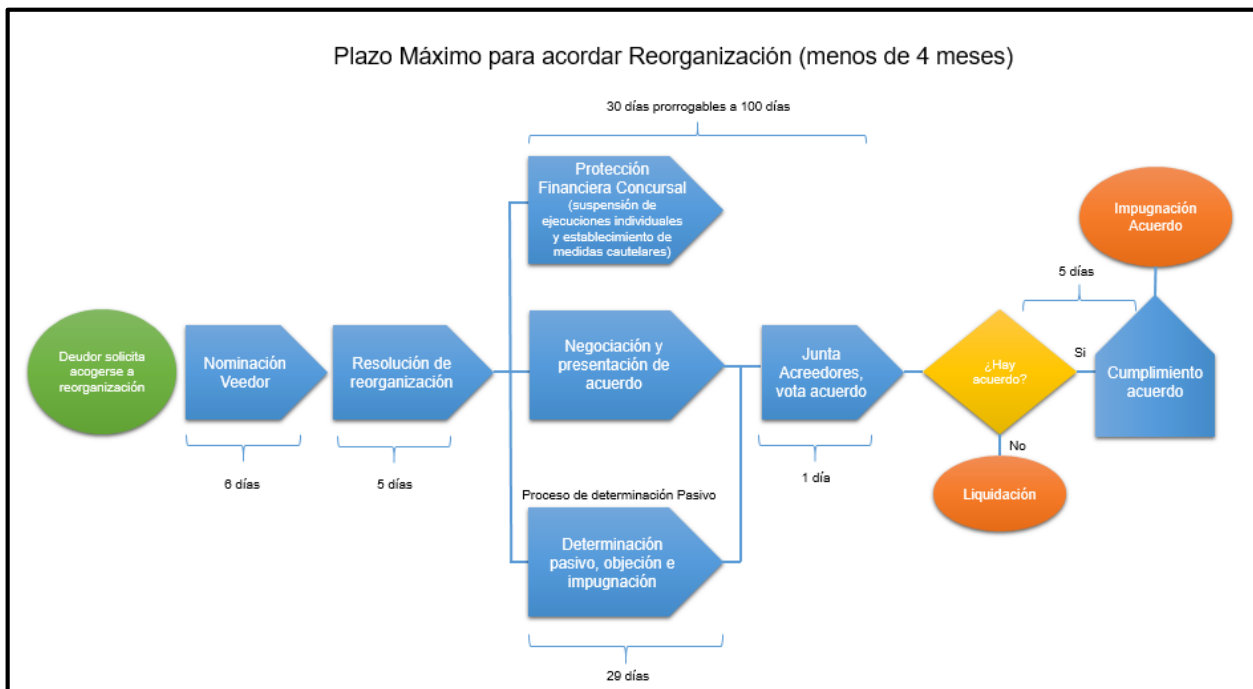 Plazo Máximo para acordar Reorganización (menos de 4 meses)
30 días prorrogables a 100 días
Protección
Financiera Concursal
(suspensión de
ejecuciones individuales
y establecimiento de
medidas cautelares)
Impugnación
Acuerdo
5 días
Deudor solicita
acogerse a
reorganización
Nominación
Veedor
Resolución de
reorganización
Negociación y
presentación de
acuerdo
Junta
Acreedores,
vota acuerdo
¿Hay
acuerdo?
Si
Cumplimiento
acuerdo
6 días
5 días
1 día
No
Liquidación
Proceso de determinación Pasivo
Determinación
pasivo, objeción e
impugnación
29 días